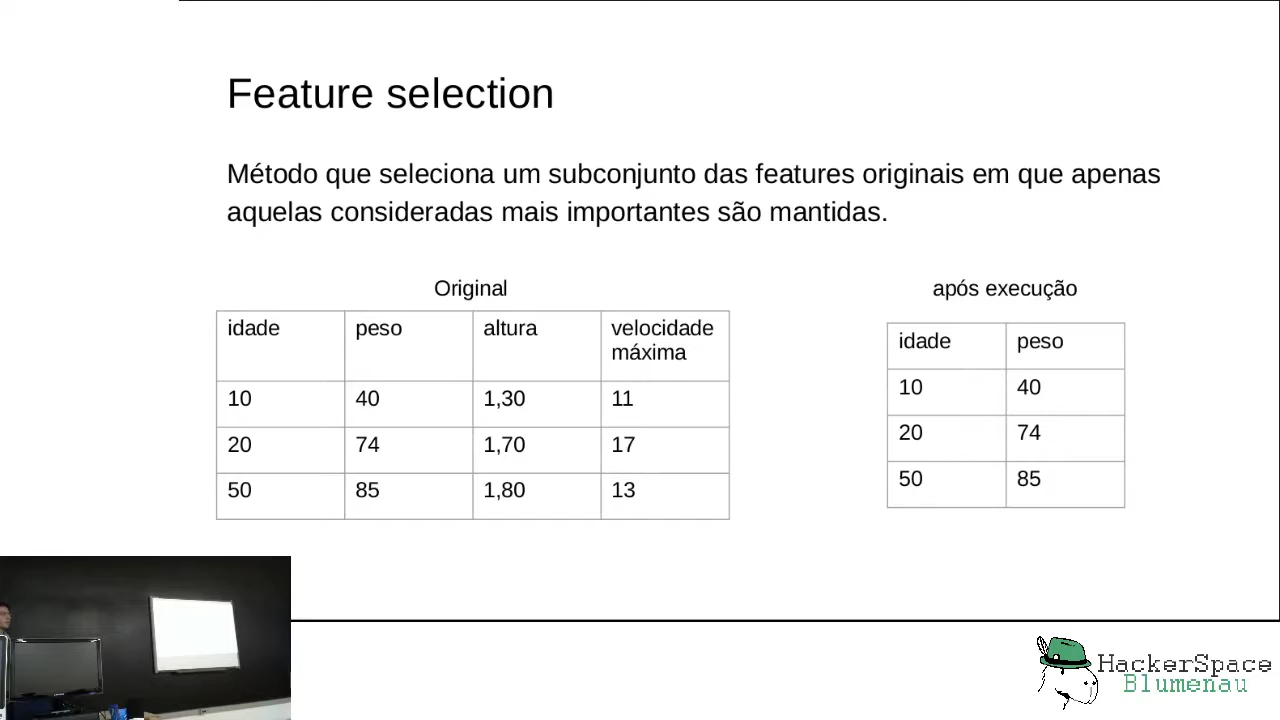 Feature selection
Método que seleciona um subconjunto das features originais em que apenas
aquelas consideradas mais importantes são mantidas.
Original
idade peso altura velocidade
máxima
10 40 1,30 11
20 74 1,70 17
50 85 1,80 13
após execução
idade peso
10 40
20 74
50 85
HackerSpace
Blumenau